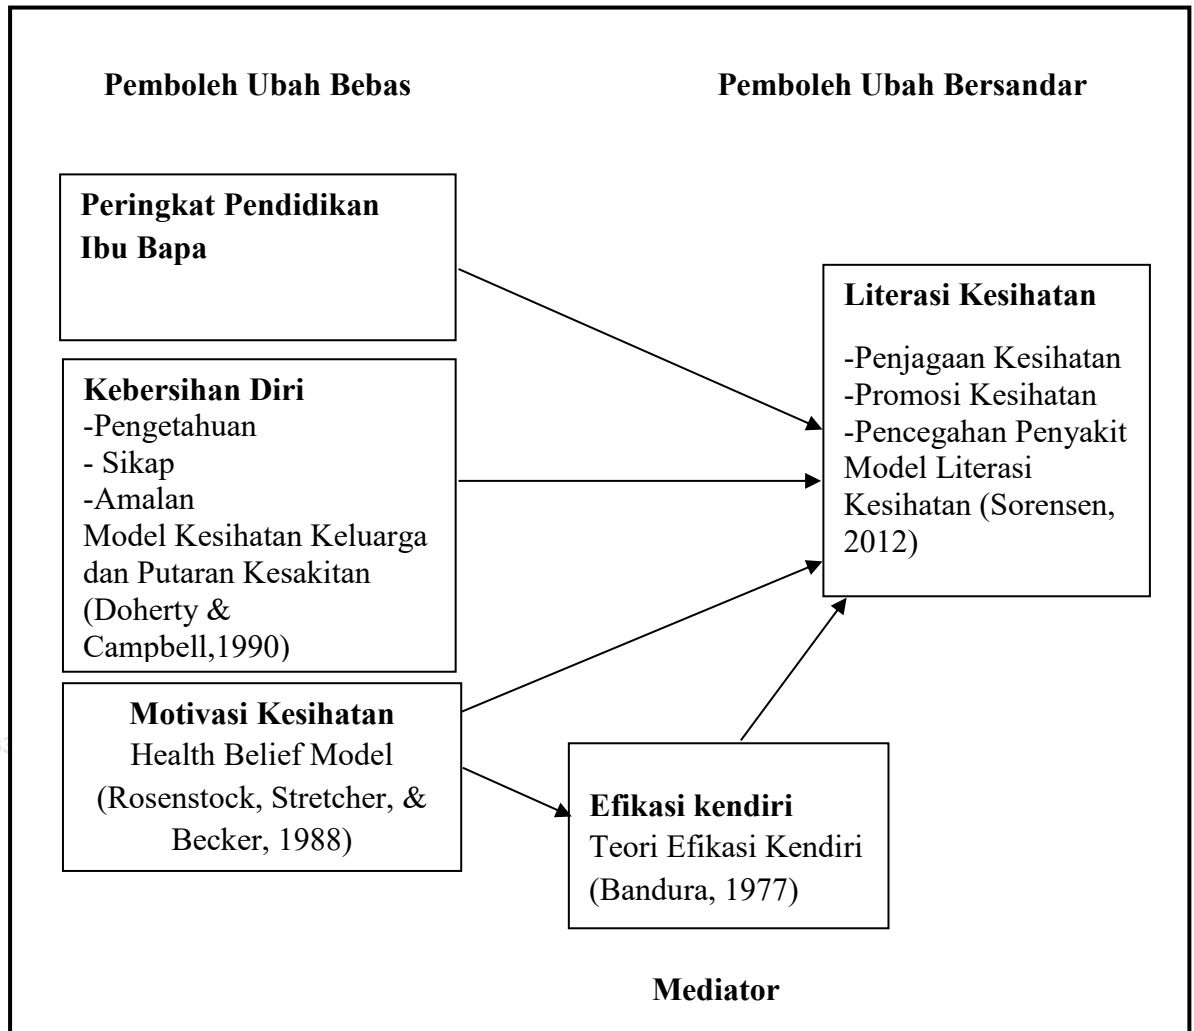 Pemboleh Ubah Bebas
Pemboleh Ubah Bersandar
Peringkat Pendidikan
Ibu Bapa
Kebersihan Diri
-Pengetahuan
- Sikap
-Amalan
Model Kesihatan Keluarga
dan Putaran Kesakitan
(Doherty &
Campbell,1990)
Motivasi Kesihatan
Health Belief Model
(Rosenstock, Stretcher, &
Becker, 1988)
Literasi Kesihatan
-Penjagaan Kesihatan
-Promosi Kesihatan
-Pencegahan Penyakit
Model Literasi
Kesihatan (Sorensen,
2012)
Efikasi kendiri
Teori Efikasi Kendiri
(Bandura, 1977)
Mediator